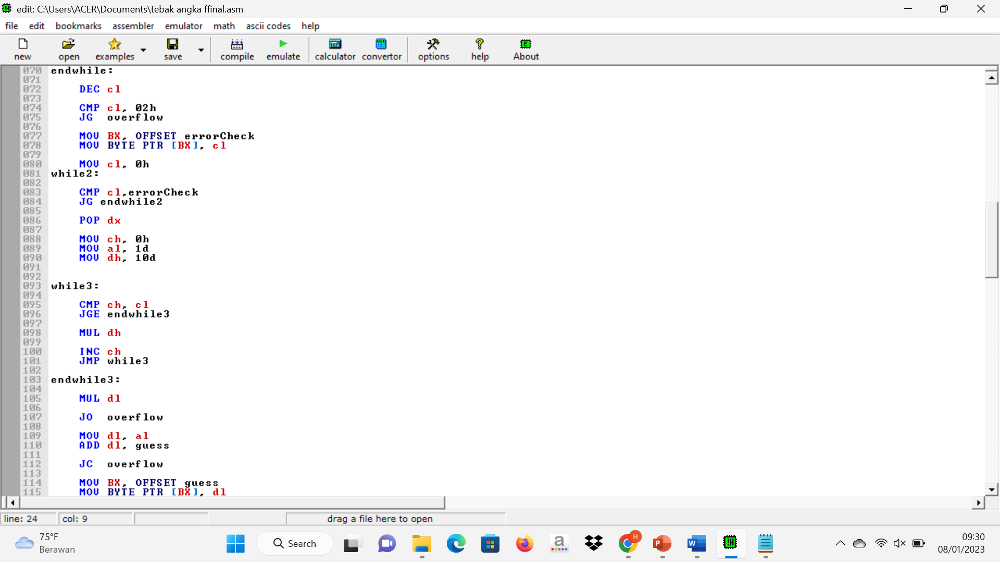 edit: C:\Users\ACER\Documents\tebak angka ffinal.asm
file edit bookmarks assembler emulator math ascii codes help
new open examples save compile emulate calculator convertor options help About
070 endwhile:
071
072 DEC cl
073
074 CMP cl, 02h
075 JG overflow
076
077 MOV BX, OFFSET errorCheck
078 MOV BYTE PTR [BX], cl
079
080 MOV cl, 0h
081 while2:
082
083 CMP cl,errorCheck
084 JG endwhile2
085
086 POP dx
087
088 MOV ch, 0h
089 MOV al, 1d
090 MOV dh, 10d
091
092
093 while3:
094
095 CMP ch, cl
096 JGE endwhile3
097
098 MUL dh
099
100 INC ch
101 JMP while3
102
103 endwhile3:
104
105 MUL dl
106
107 JO overflow
108
109 MOV dl, al
110 ADD dl, guess
111
112 JC overflow
113
114 MOV BX, OFFSET guess
115 MOV BYTE PTR [BX], dl
line: 24 col: 9 drag a file here to open
75°F
Berawan
Search
09:30
08/01/2023